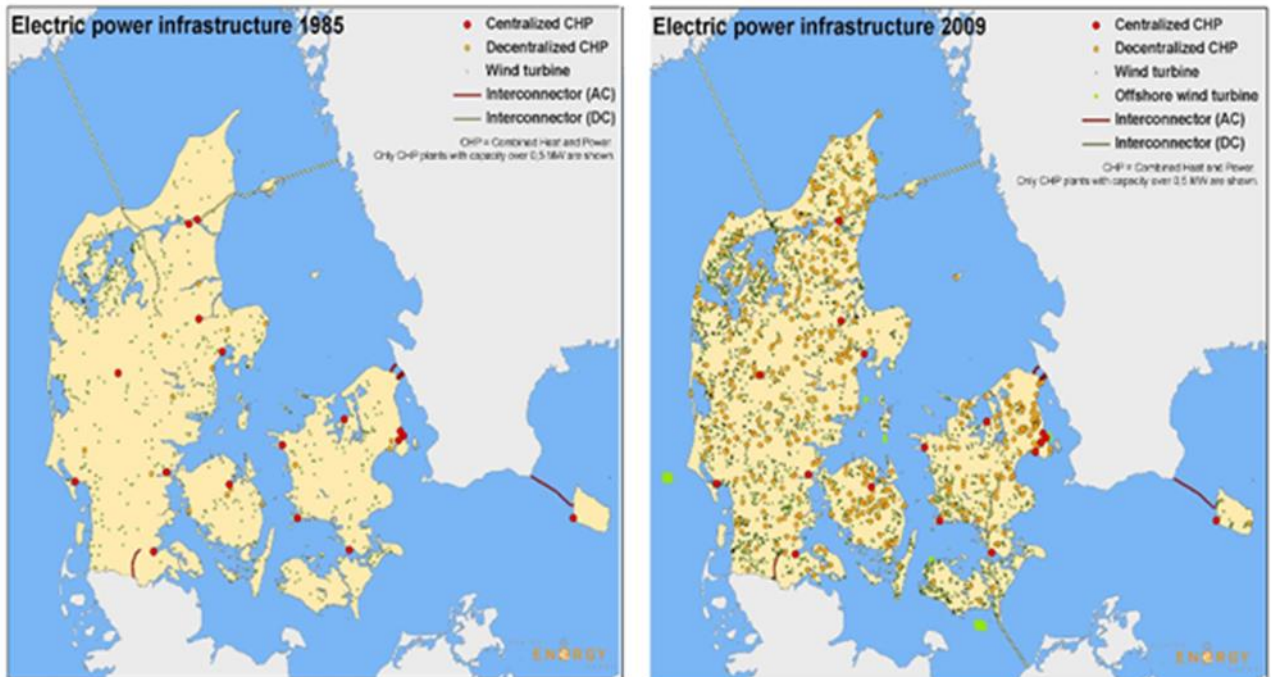 Electric power infrastructure 1985
Centralized CHP
Decentralized CHP
Wind turbine
Interconnector (AC)
Interconnector (DC)
CHP = Combined Heat and Power.
Only CHP plants with capacity over 0,5 MW are shown.
ENERGY
Electric power infrastructure 2009
Centralized CHP
Decentralized CHP
Wind turbine
Offshore wind turbine
Interconnector (AC)
Interconnector (DC)
CHP = Combined Heat and Power.
Only CHP plants with capacity over 0,5 MW are shown.
ENERGY